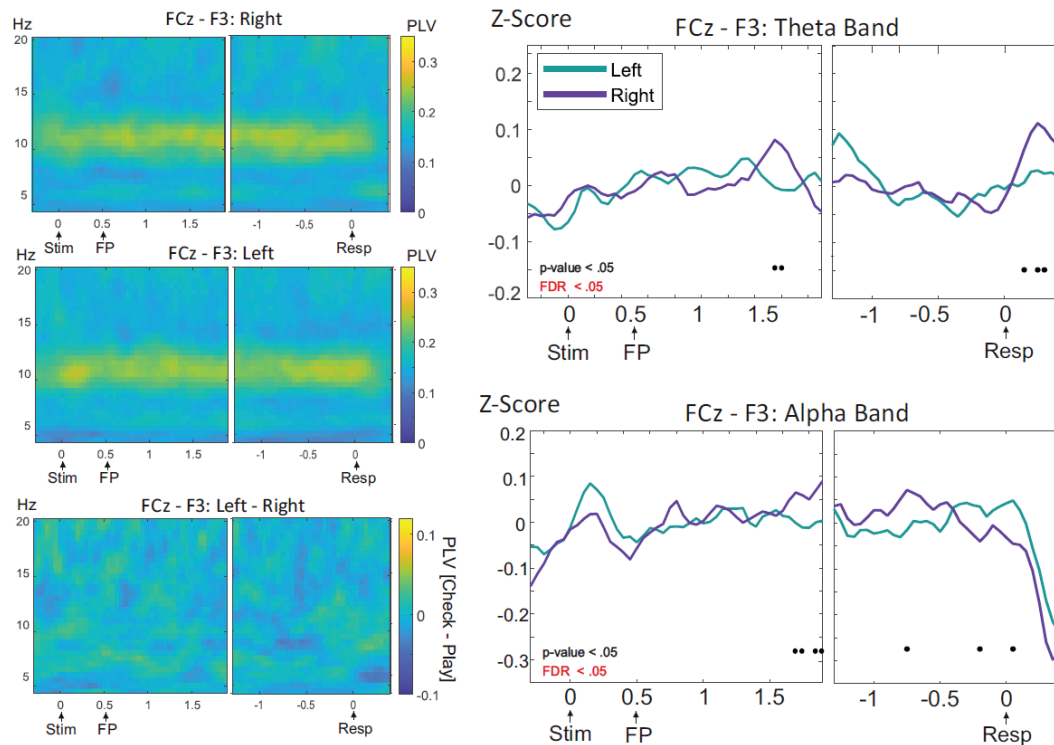 Hz FCz - F3: Right PLV
20
15
10
5
0.3
0.2
0.1
0
0 0.5 1 1.5 -1 -0.5 0
Stim FP Resp
FCz - F3: Left PLV
Hz
20
15
10
5
0.3
0.2
0.1
0
0 0.5 1 1.5 -1 -0.5 0
Stim FP Resp
Hz FCz - F3: Left - Right
20
15
10
5
0.1
0
-0.1
PLV [Check - Play]
0 0.5 1 1.5 -1 -0.5 0
Stim FP Resp
Z-Score FCz - F3: Theta Band
Left
Right
0.2
0.1
0
-0.1
-0.2
p-value < .05
FDR < .05
0 0.5 1 1.5 -1 -0.5 0
Stim FP Resp
Z-Score FCz - F3: Alpha Band
0.2
0.1
0
-0.1
-0.2
-0.3
p-value < .05
FDR < .05
0 0.5 1 1.5 -1 -0.5 0
Stim FP Resp